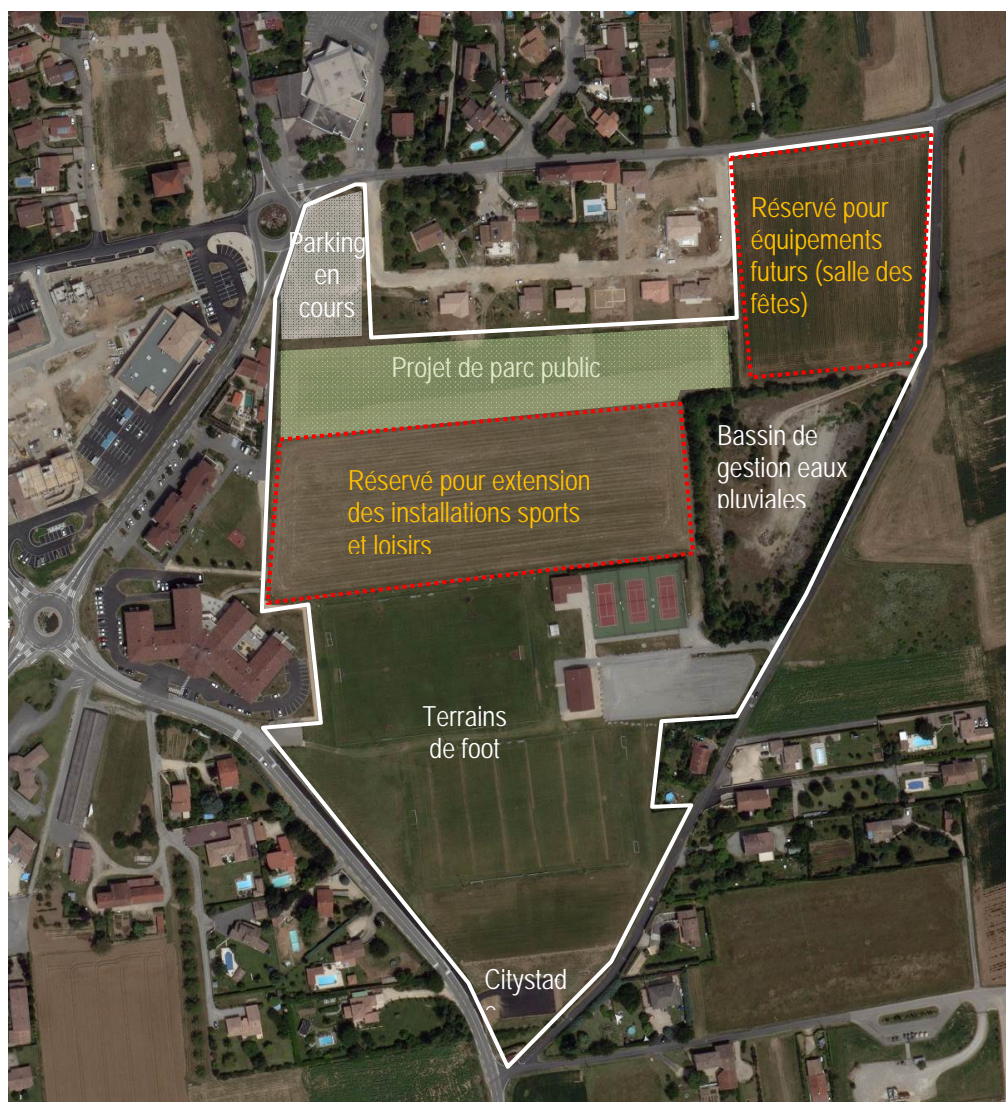 Parking
en
cours
Réservé pour
équipements
futurs (salle des
fêtes)
Projet de parc public
Bassin de
gestion eaux
pluviales
Réservé pour extension
des installations sports
et loisirs
Terrains
de foot
Citystad